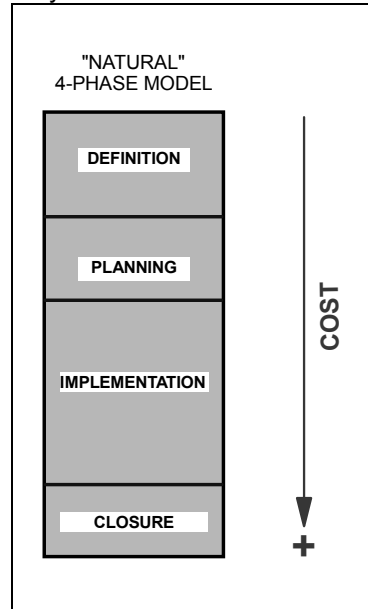 "NATURAL"
4-PHASE MODEL
DEFINITION
PLANNING
IMPLEMENTATION
CLOSURE
COST
+